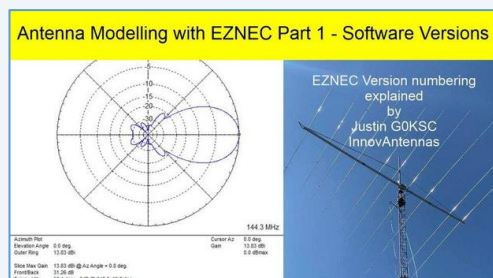 Antenna Modelling with EZNEC Part 1 - Software Versions
-5
-10
-15
-20
-30
144.3 MHz
EZNEC Version numbering
explained
by
Justin G0KSC
InnovAntennas
Azimuth Plot
Elevation Angle 0.0 deg.
Outer Ring 13.83 dBi
Cursor Az 0.0 deg.
Gain 13.83 dBi
0.0 dBmax
Slice Max Gain 13.83 dBi @ Az Angle = 0.0 deg.
Front/Back 31.26 dB